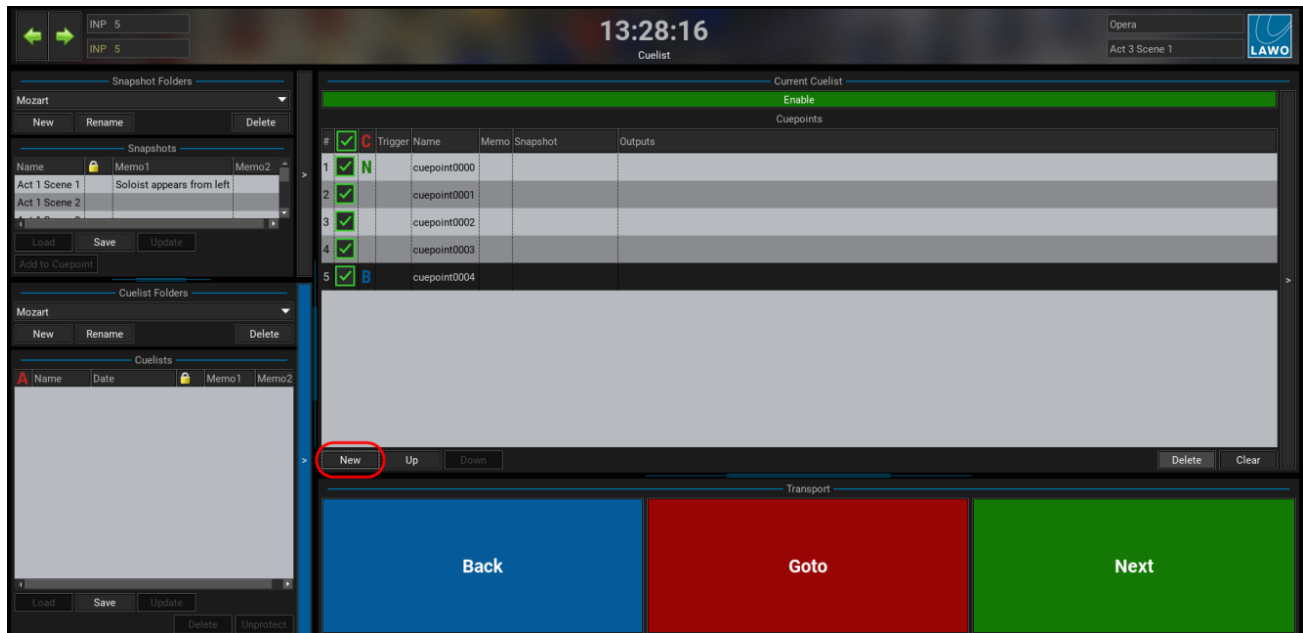 INP 5
INP 5
13:28:16
Cuelist
Opera
Act 3 Scene 1
LAWO
Snapshot Folders
Mozart
New Rename Delete
Snapshots
Name Memo1 Memo2
Act 1 Scene 1 Soloist appears from left
Act 1 Scene 2
Load Save Update
Add to Cuepoint
Cuelist Folders
Mozart
New Rename Delete
Cuelists
A Name Date Memo1 Memo2
Load Save Update
Delete Unprotect
>
>
Current Cuelist
Enable
Cuepoints
# C Trigger Name Memo Snapshot Outputs
1 N cuepoint0000
2 cuepoint0001
3 cuepoint0002
4 cuepoint0003
5 B cuepoint0004
>
New Up Down Delete Clear
Transport
Back Goto Next